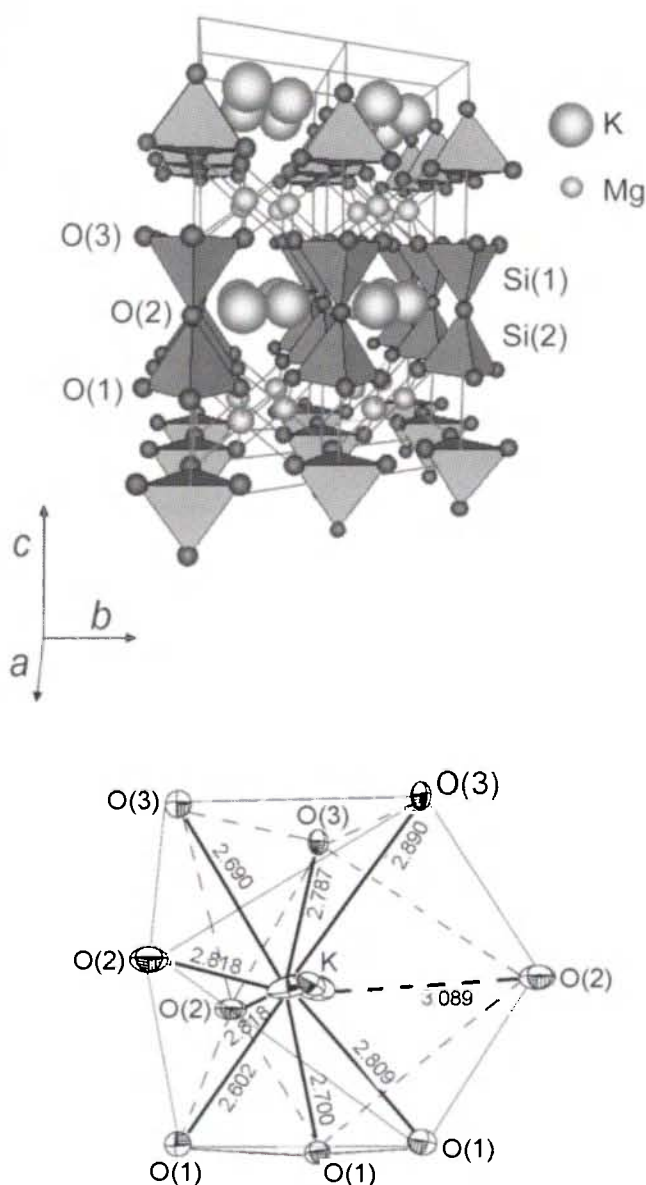 K
Mg
O(3)
Si(1)
O(2)
Si(2)
O(1)
c
b
a
O(3)
O(3)
O(3)
2.690
2.787
2.890
O(2)
2.818
K
3.089
O(2)
O(2)
2.818
2.602
2.700
2.809
O(1)
O(1)
O(1)